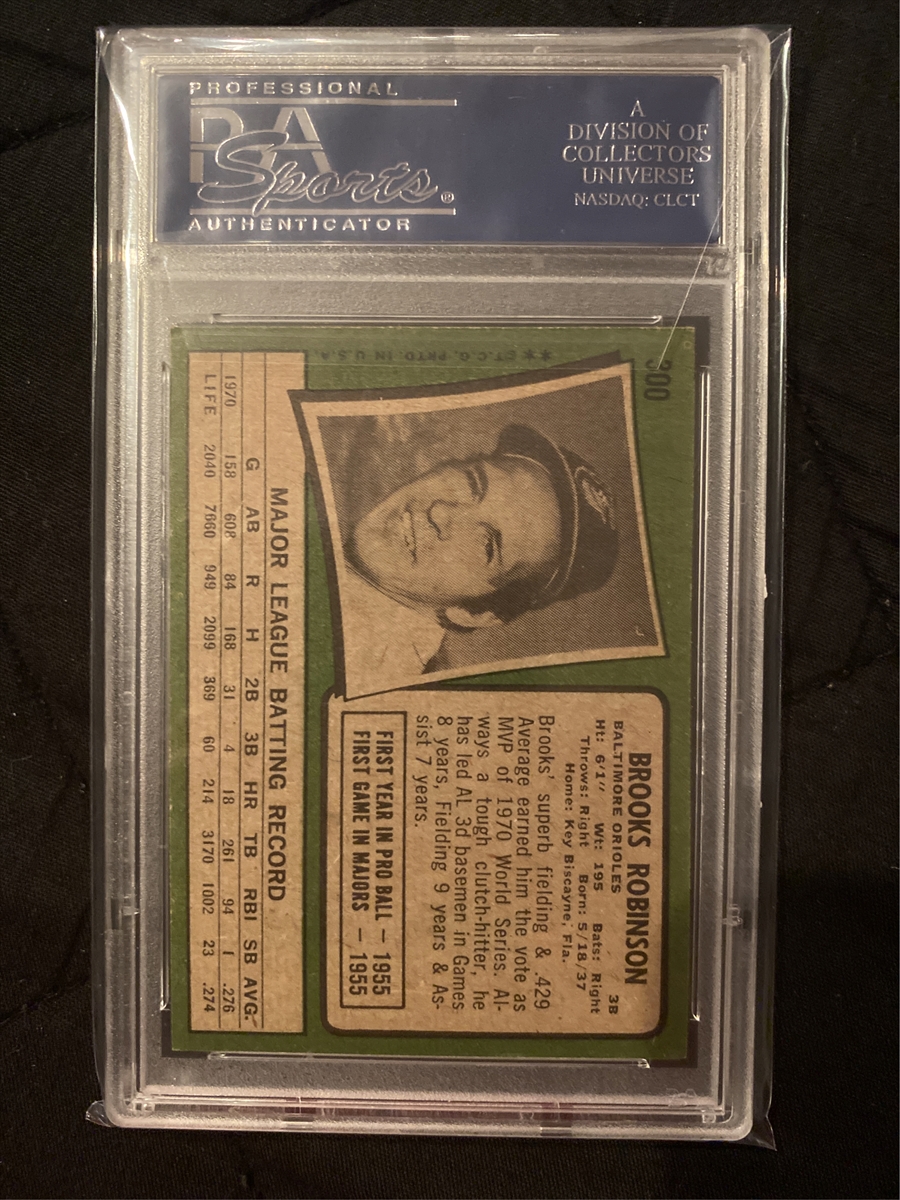 PROFESSIONAL
PSA
Sports®
AUTHENTICATOR
A
DIVISION OF
COLLECTORS
UNIVERSE
NASDAQ: CLCT
300
**©T.C.G. PRTD. IN U.S.A.
BROOKS ROBINSON
3B
BALTIMORE ORIOLES
Ht: 6'1" Wt: 195 Bats: Right
Throws: Right Born: 5/18/37
Home: Key Biscayne, Fla.
Brooks' superb fielding & .429
Average earned him the vote as
MVP of 1970 World Series. Al-
ways a tough clutch-hitter, he
has led AL 3d basemen in Games
8 years, Fielding 9 years & As-
sist 7 years.
FIRST YEAR IN PRO BALL — 1955
FIRST GAME IN MAJORS — 1955
MAJOR LEAGUE BATTING RECORD
G AB R H 2B 3B HR TB RBI SB AVG.
1970 158 608 84 168 31 4 18 261 94 1 .276
LIFE 2040 7660 949 2099 369 60 214 3170 1002 23 .274